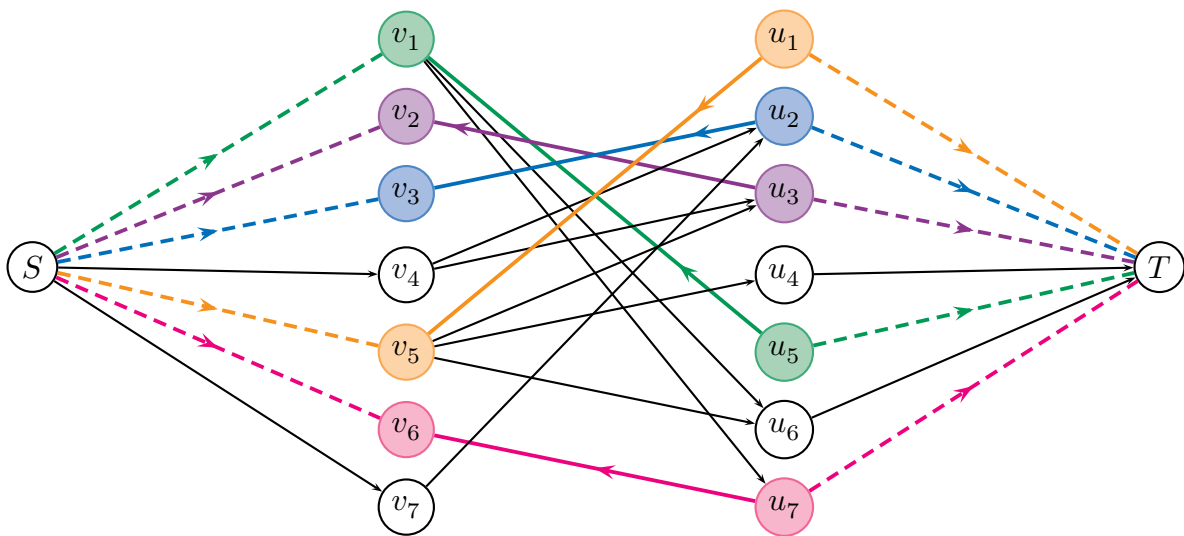 S
v₁
v₂
v₃
v₄
v₅
v₆
v₇
u₁
u₂
u₃
u₄
u₅
u₆
u₇
T